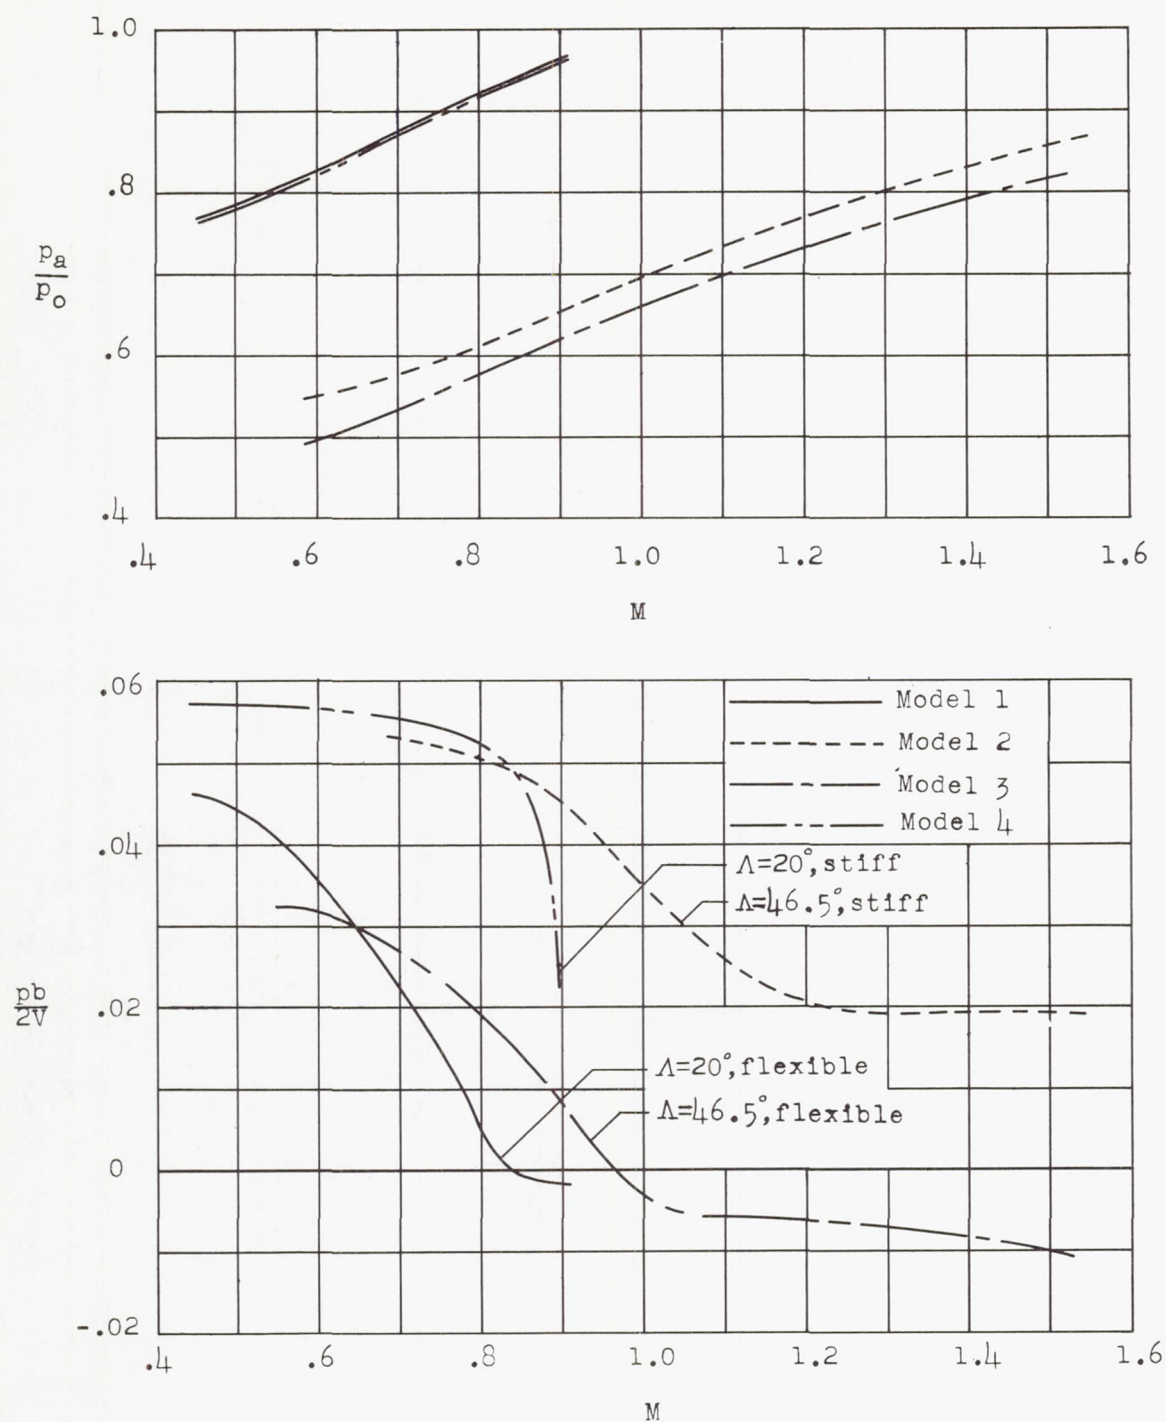 1.0
.8
pa
po
.6
.4
.4 .6 .8 1.0 1.2 1.4 1.6
M
.06
Model 1
Model 2
Model 3
Model 4
.04
Λ=20°, stiff
Λ=46.5°, stiff
pb
2V
.02
Λ=20°, flexible
Λ=46.5°, flexible
0
-.02
.4 .6 .8 1.0 1.2 1.4 1.6
M